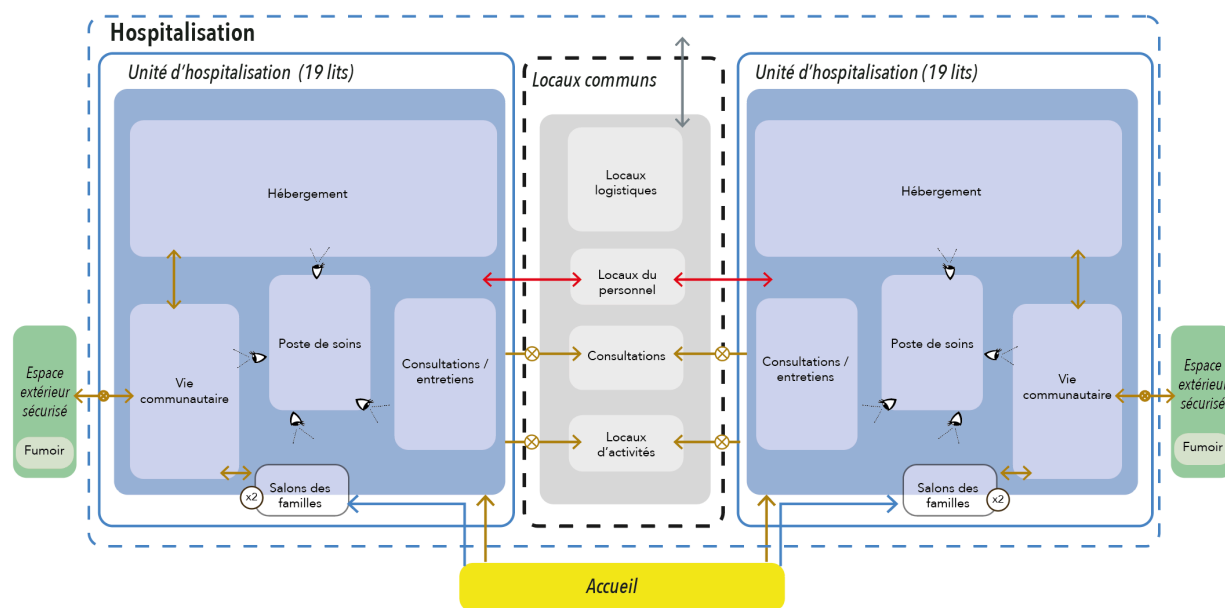 Hospitalisation
Unité d'hospitalisation (19 lits)
Hébergement
Poste de soins
Consultations /
entretiens
Vie
communautaire
Espace
extérieur
sécurisé
Fumoir
x2
Salons des
familles
Locaux communs
Locaux
logistiques
Locaux du
personnel
Consultations
Locaux
d'activités
Unité d'hospitalisation (19 lits)
Hébergement
Poste de soins
Consultations /
entretiens
Vie
communautaire
Espace
extérieur
sécurisé
Fumoir
Salons des
familles
x2
Accueil